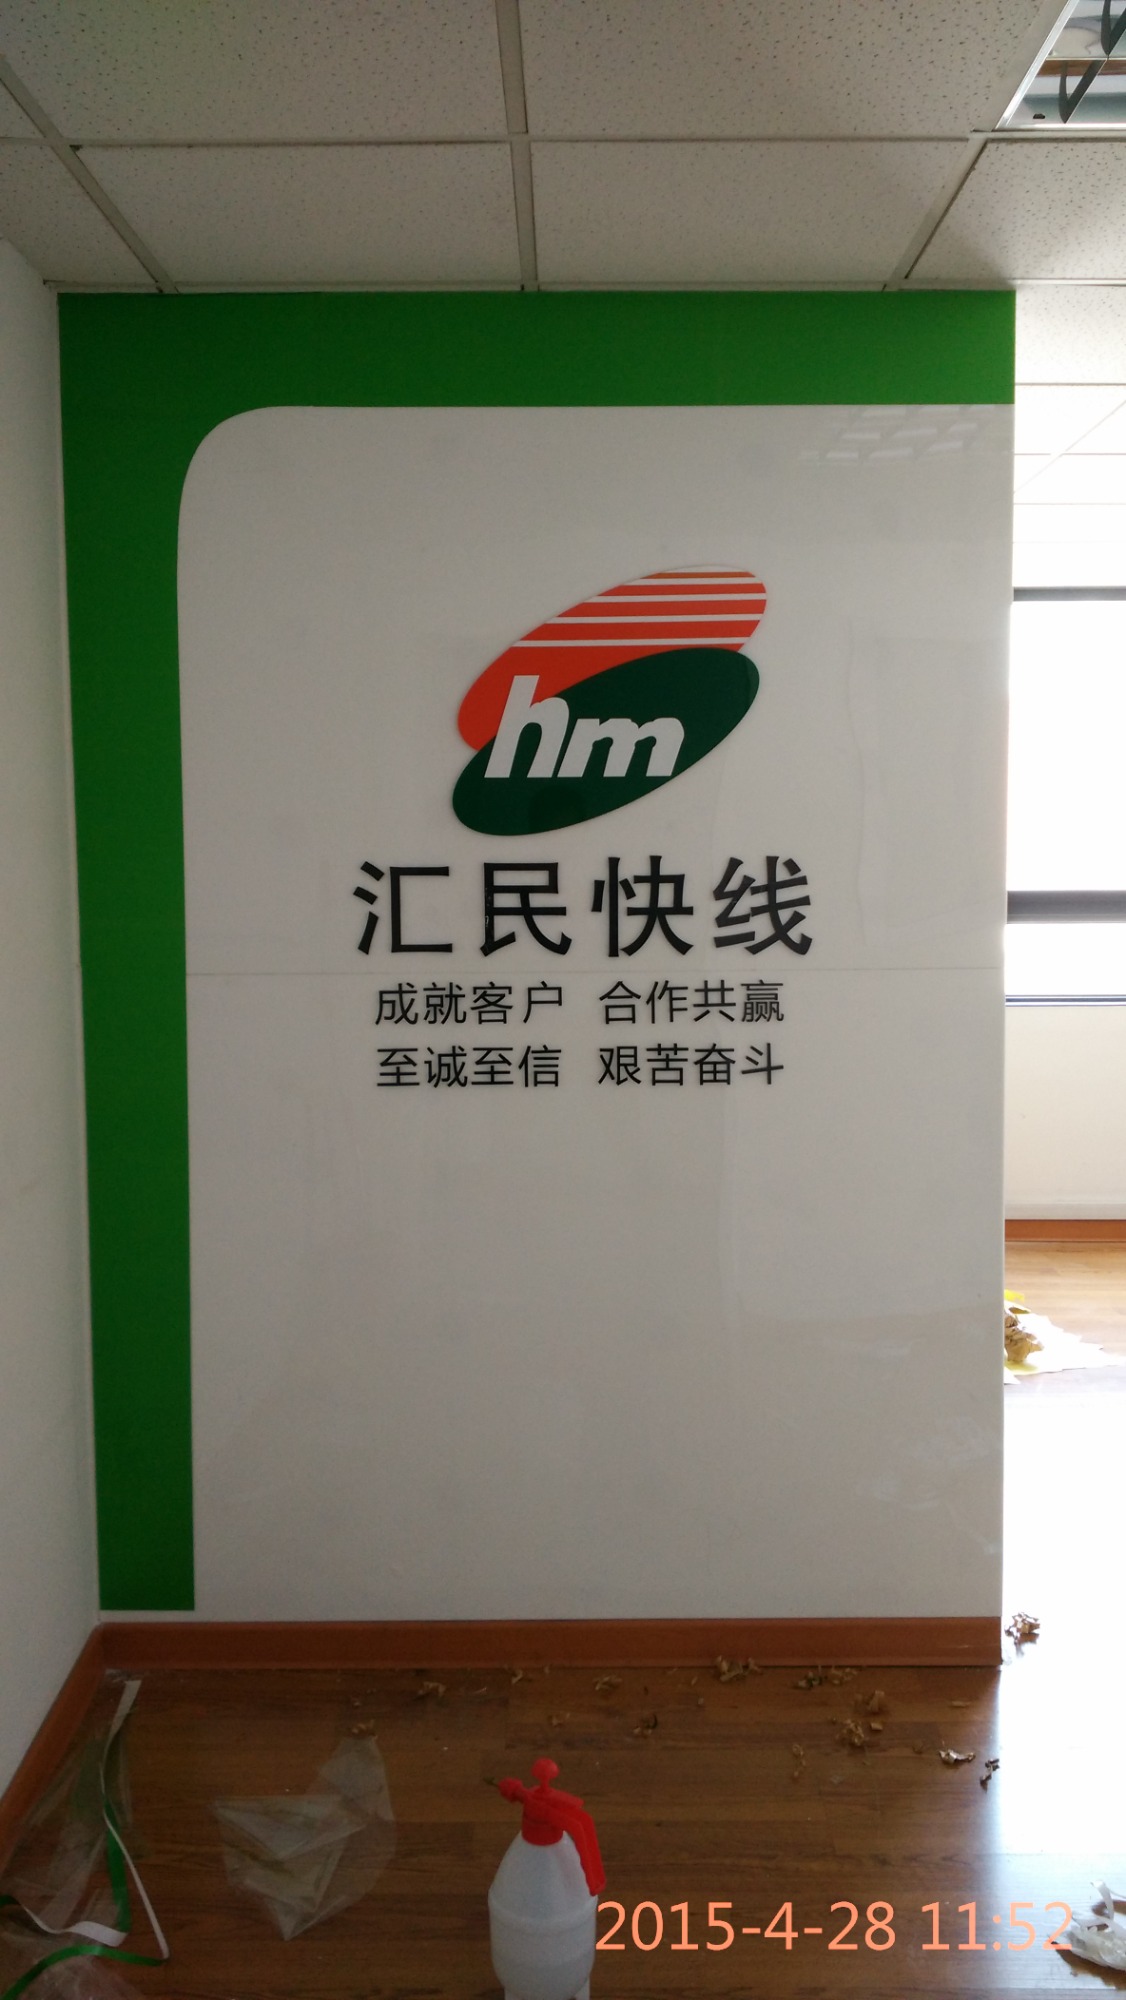 hm
汇民快线
成就客户 合作共赢
至诚至信 艰苦奋斗
2015-4-28 11:52